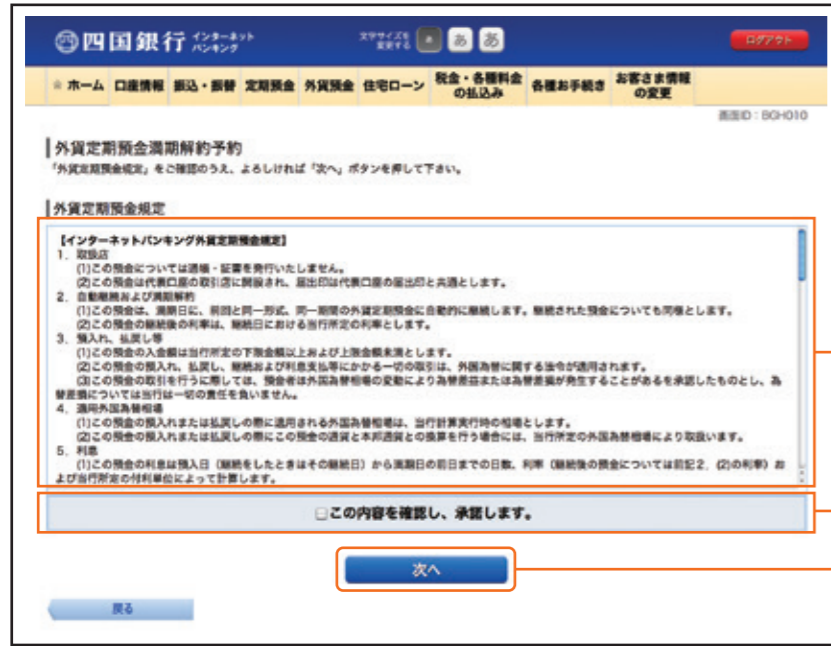 四国銀行 インターネット
バンキング
文字サイズを
変更する
あ あ
ログアウト
ホーム 口座情報 振込・振替 定期預金 外貨預金 住宅ローン 税金・各種料金の払込み 各種お手続き お客さま情報の変更
画面ID:BGH010
外貨定期預金満期解約予約
「外貨定期預金規定」をご確認のうえ、よろしければ「次へ」ボタンを押して下さい。
外貨定期預金規定
【インターネットバンキング外貨定期預金規定】
1.取扱店
(1)この預金については通帳・証書を発行いたしません。
(2)この預金は代表口座の取引店に開設され、届出印は代表口座の届出印と共通とします。
2.自動継続および満期解約
(1)この預金は、満期日に、前回と同一形式、同一期間の外貨定期預金に自動的に継続します。継続された預金についても同様とします。
(2)この預金の継続後の利率は、継続日における当行所定の利率とします。
3.預入れ、払戻し等
(1)この預金の入金額は当行所定の下限金額以上および上限金額未満とします。
(2)この預金の預入れ、払戻し、継続および利息支払等にかかる一切の取引は、外国為替に関する法令が適用されます。
(3)この預金の取引を行うに際しては、預金者は外国為替相場の変動により為替差益または為替差損が発生することがあるを承諾したものとし、為
替差損については当行は一切の責任を負いません。
4.適用外国為替相場
(1)この預金の預入れまたは払戻しの際に適用される外国為替相場は、当行計算実行時の相場とします。
(2)この預金の預入れまたは払戻しの際にこの預金の通貨と本邦通貨との換算を行う場合には、当行所定の外国為替相場により取扱います。
5.利息
(1)この預金の利息は預入日(継続をしたときはその継続日)から満期日の前日までの日数、利率(継続後の預金については前記2.(2)の利率)お
よび当行所定の付利単位によって計算します。
この内容を確認し、承諾します。
次へ
戻る